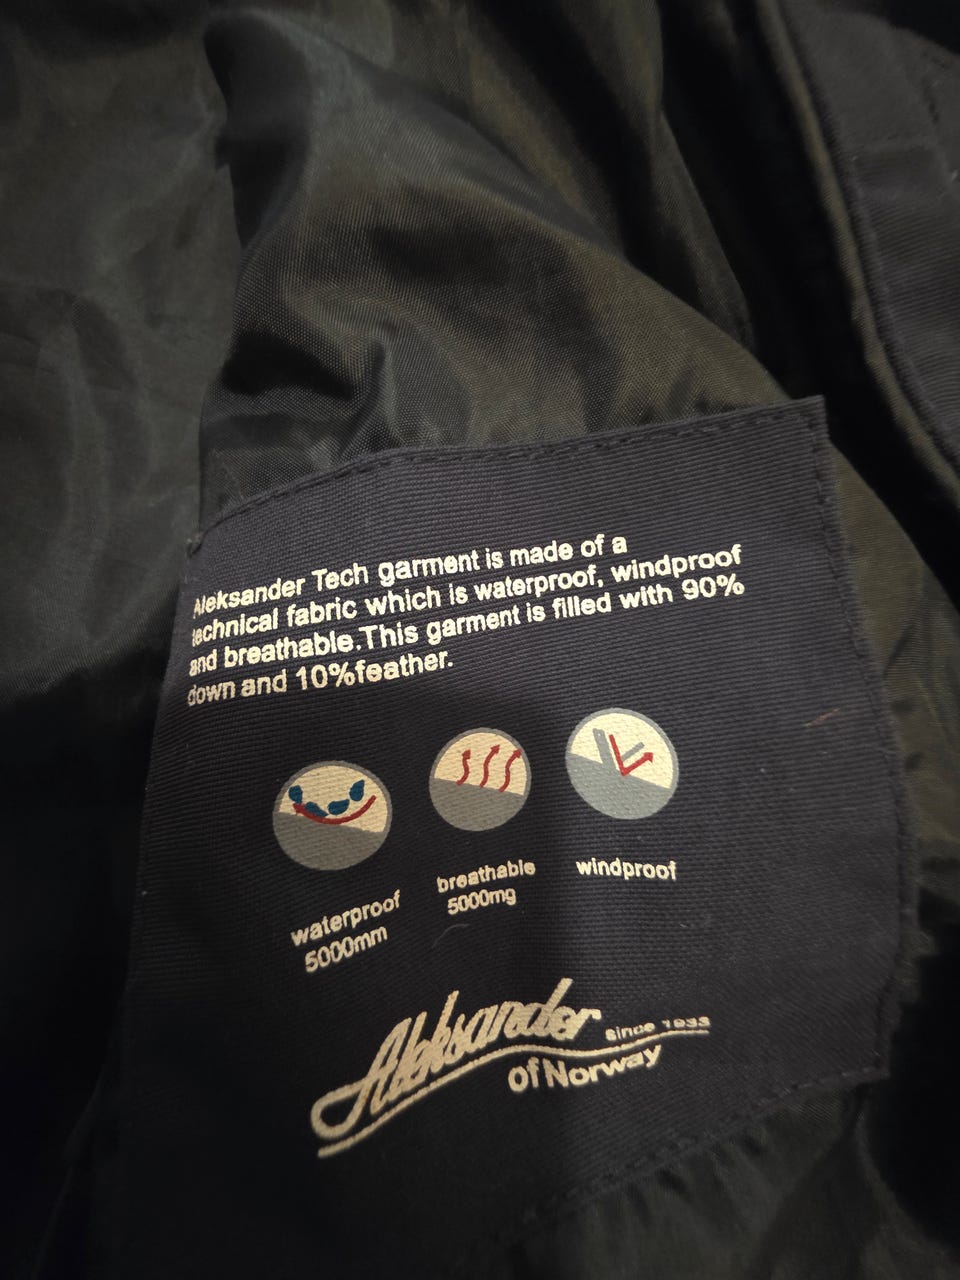 Aleksander Tech garment is made of a
technical fabric which is waterproof, windproof
and breathable.This garment is filled with 90%
down and 10%feather.
waterproof
5000mm
breathable
5000mg
windproof
Aleksander since 1933
of Norway